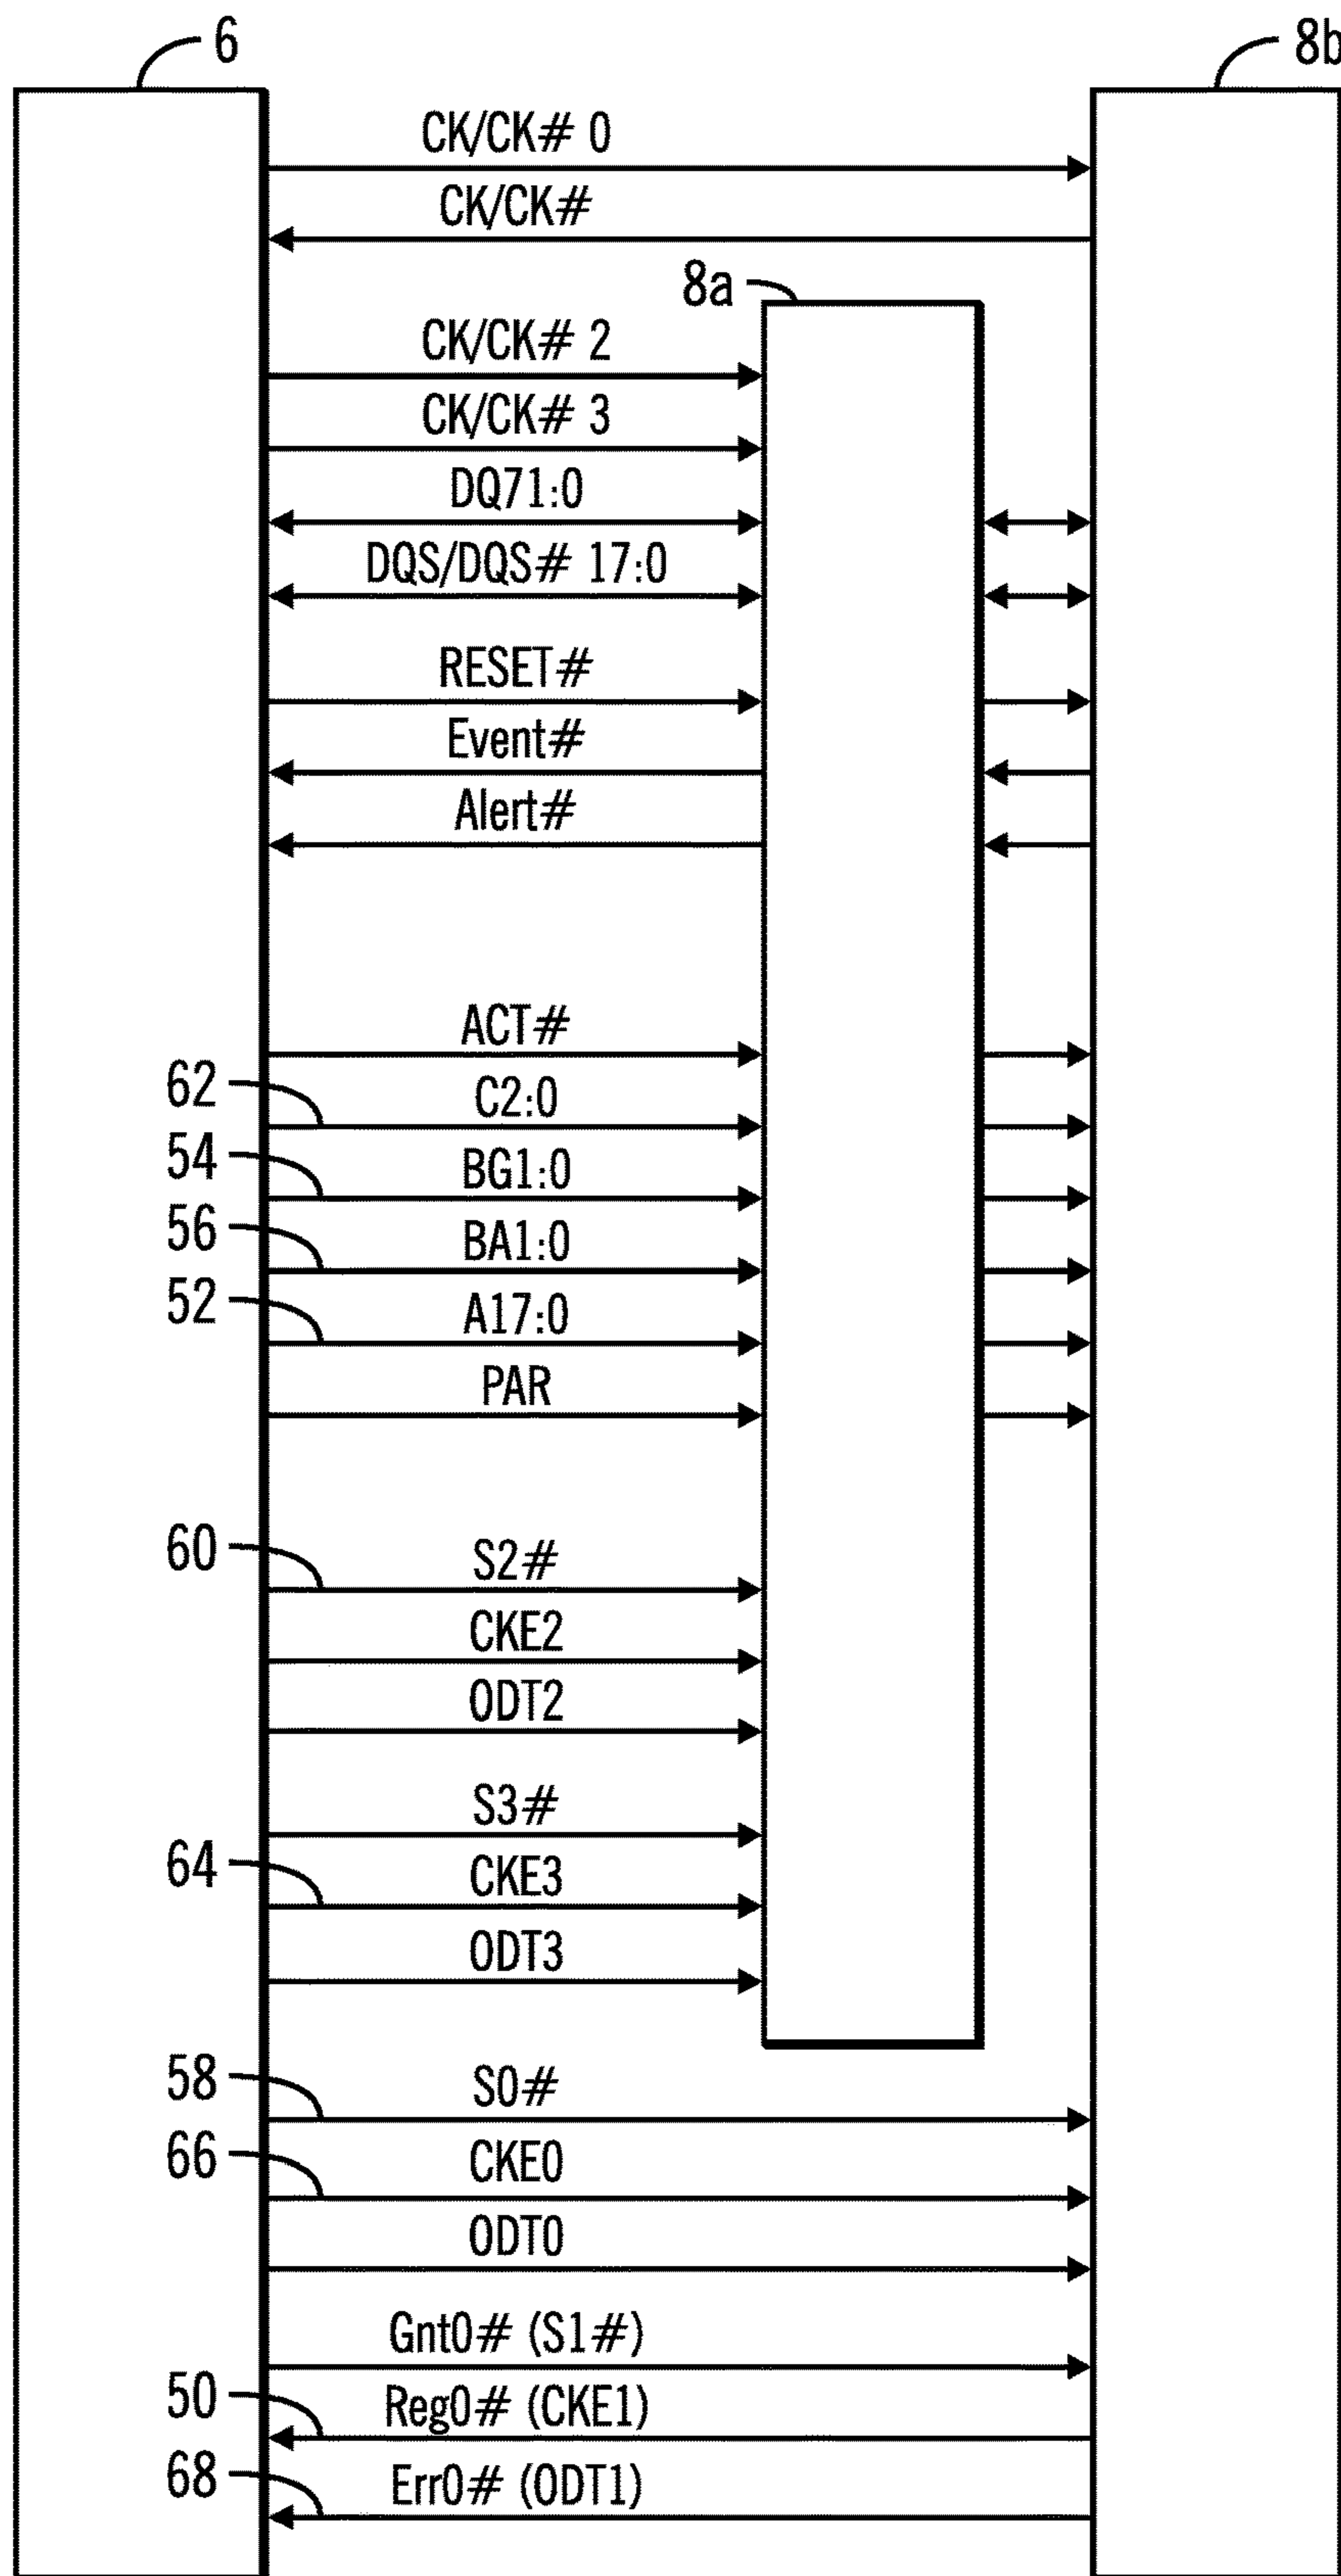 6
8b
CK/CK# 0
CK/CK#
8a
CK/CK# 2
CK/CK# 3
DQ71:0
DQS/DQS# 17:0
RESET#
Event#
Alert#
ACT#
62 C2:0
54 BG1:0
56 BA1:0
52 A17:0
PAR
60 S2#
CKE2
ODT2
S3#
64 CKE3
ODT3
58 S0#
66 CKE0
ODT0
Gnt0# (S1#)
50 Reg0# (CKE1)
68 Err0# (ODT1)